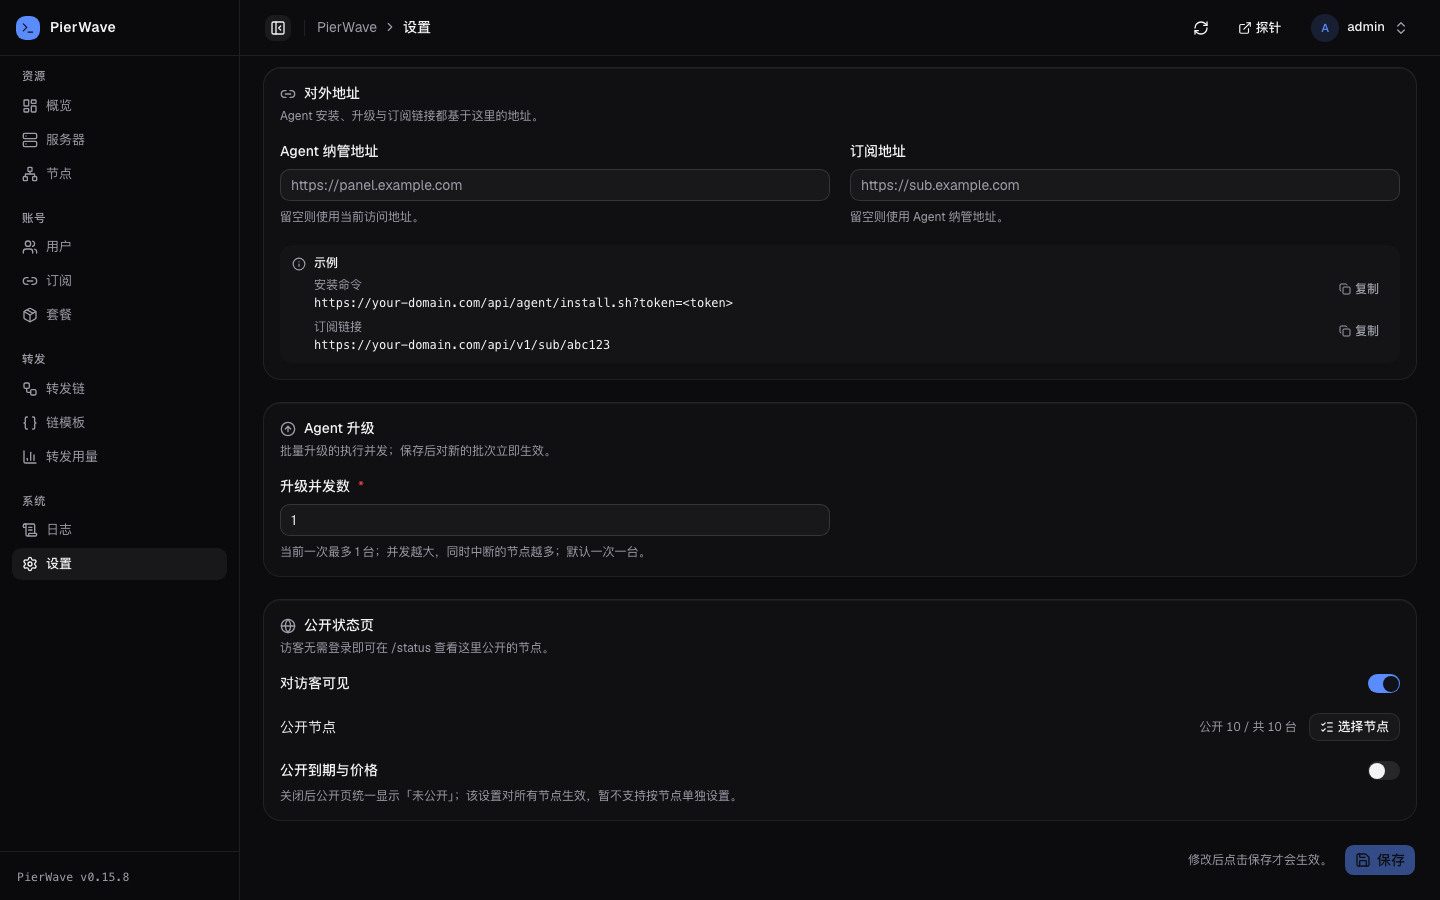 PierWave
PierWave > 设置
探针
A
admin
资源
概览
服务器
节点
账号
用户
订阅
套餐
转发
转发链
链模板
转发用量
系统
日志
设置
PierWave v0.15.8
对外地址
Agent 安装、升级与订阅链接都基于这里的地址。
Agent 纳管地址
https://panel.example.com
留空则使用当前访问地址。
订阅地址
https://sub.example.com
留空则使用 Agent 纳管地址。
示例
安装命令
https://your-domain.com/api/agent/install.sh?token=<token>
复制
订阅链接
https://your-domain.com/api/v1/sub/abc123
复制
Agent 升级
批量升级的执行并发；保存后对新的批次立即生效。
升级并发数 *
1
当前一次最多 1 台；并发越大，同时中断的节点越多；默认一次一台。
公开状态页
访客无需登录即可在 /status 查看这里公开的节点。
对访客可见
公开节点
公开 10 / 共 10 台
选择节点
公开到期与价格
关闭后公开页统一显示「未公开」；该设置对所有节点生效，暂不支持按节点单独设置。
修改后点击保存才会生效。
保存